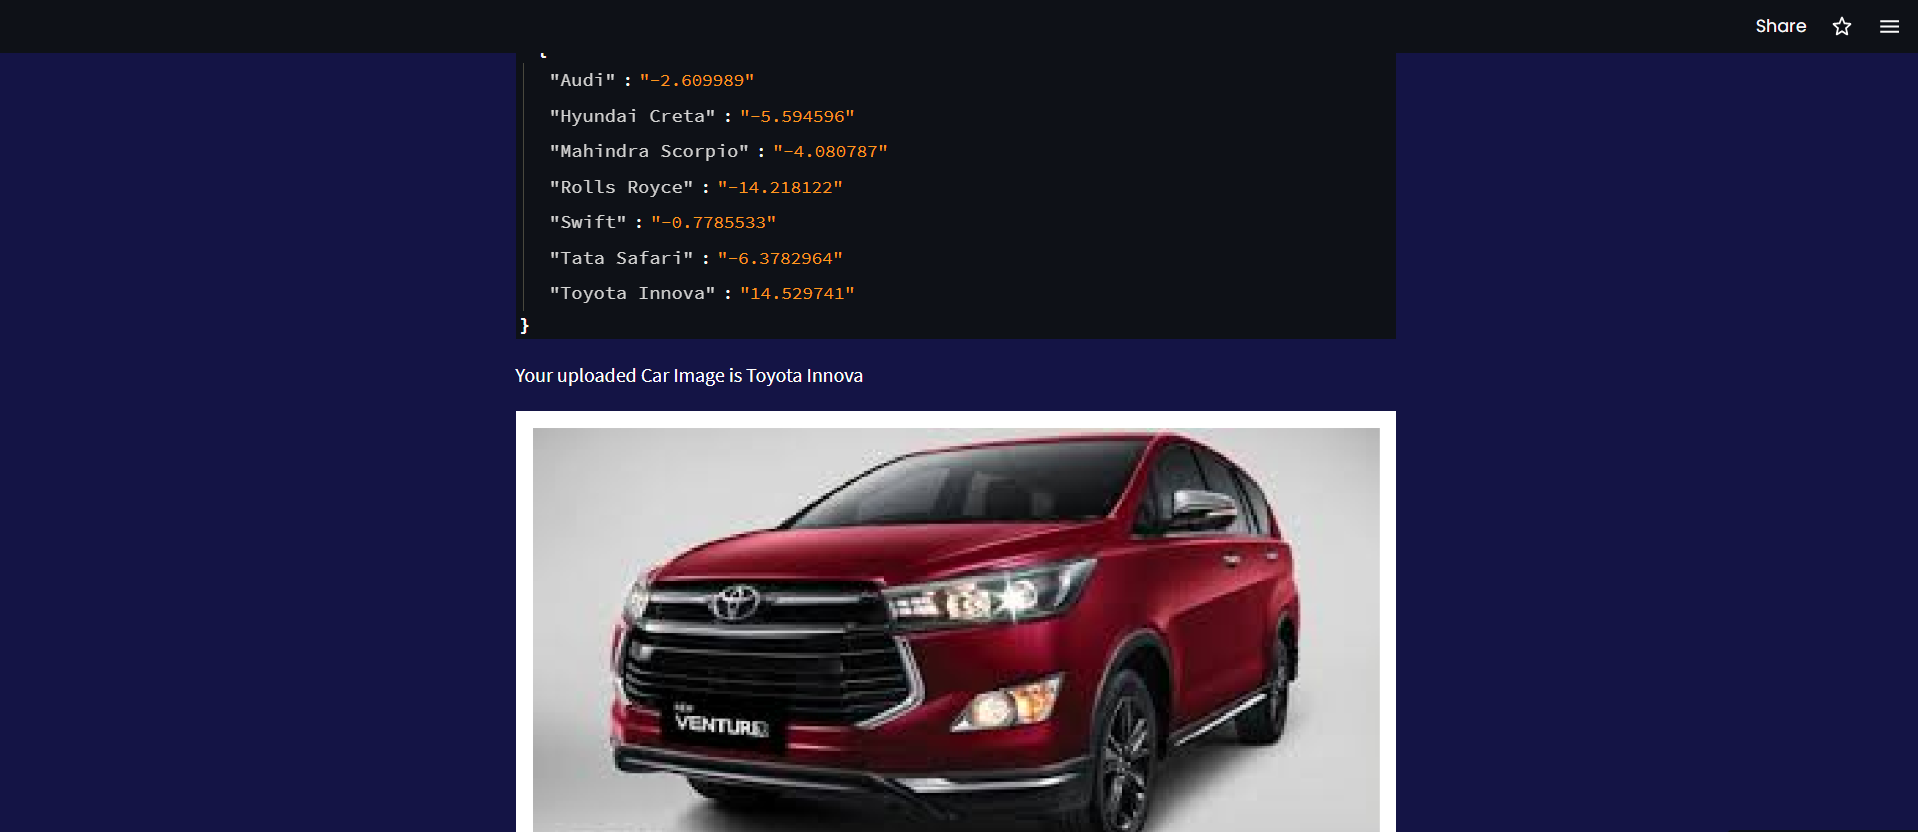 Share
{
"Audi" : "-2.609989"
"Hyundai Creta" : "-5.594596"
"Mahindra Scorpio" : "-4.080787"
"Rolls Royce" : "-14.218122"
"Swift" : "-0.7785533"
"Tata Safari" : "-6.3782964"
"Toyota Innova" : "14.529741"
}
Your uploaded Car Image is Toyota Innova
NEW
VENTURER